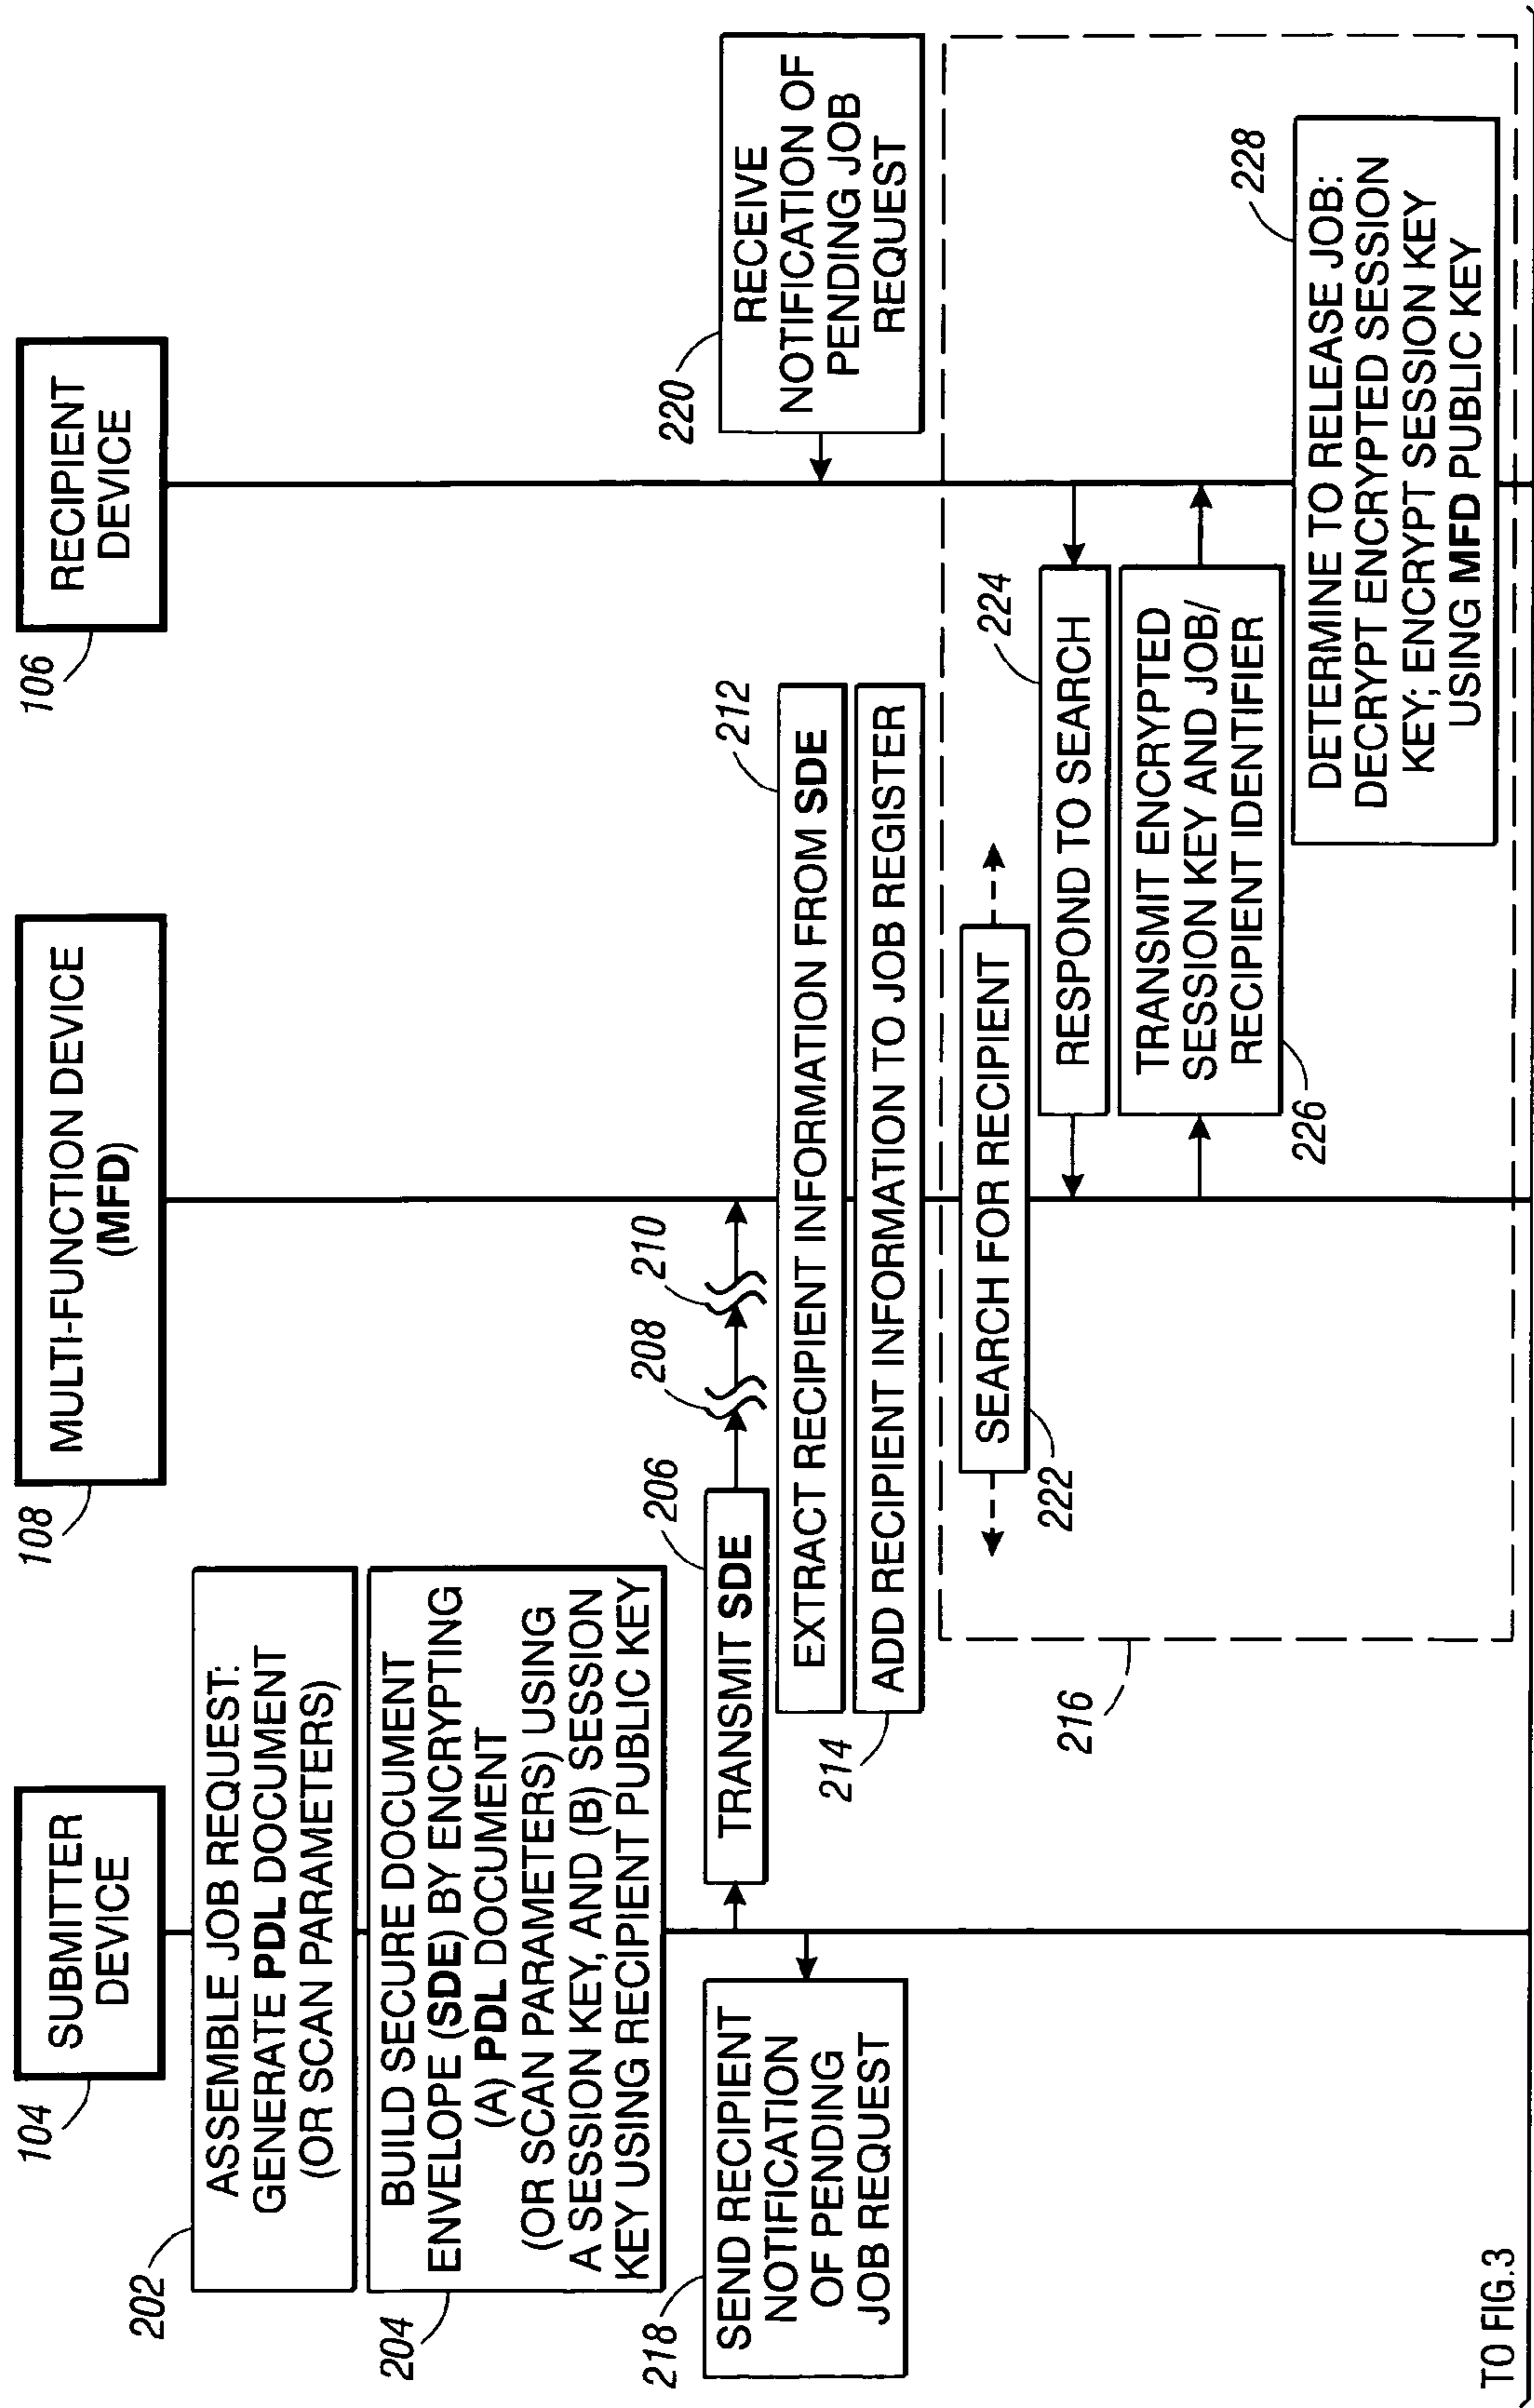 104
SUBMITTER
DEVICE
108
MULTI-FUNCTION DEVICE
(MFD)
106
RECIPIENT
DEVICE
202
ASSEMBLE JOB REQUEST:
GENERATE PDL DOCUMENT
(OR SCAN PARAMETERS)
204
BUILD SECURE DOCUMENT
ENVELOPE (SDE) BY ENCRYPTING
(A) PDL DOCUMENT
(OR SCAN PARAMETERS) USING
A SESSION KEY, AND (B) SESSION
KEY USING RECIPIENT PUBLIC KEY
206
TRANSMIT SDE
208
210
218
SEND RECIPIENT
NOTIFICATION
OF PENDING
JOB REQUEST
220
RECEIVE
NOTIFICATION OF
PENDING JOB
REQUEST
212
EXTRACT RECIPIENT INFORMATION FROM SDE
214
ADD RECIPIENT INFORMATION TO JOB REGISTER
216
222
SEARCH FOR RECIPIENT
224
RESPOND TO SEARCH
226
TRANSMIT ENCRYPTED
SESSION KEY AND JOB/
RECIPIENT IDENTIFIER
228
DETERMINE TO RELEASE JOB:
DECRYPT ENCRYPTED SESSION
KEY; ENCRYPT SESSION KEY
USING MFD PUBLIC KEY
TO FIG.3